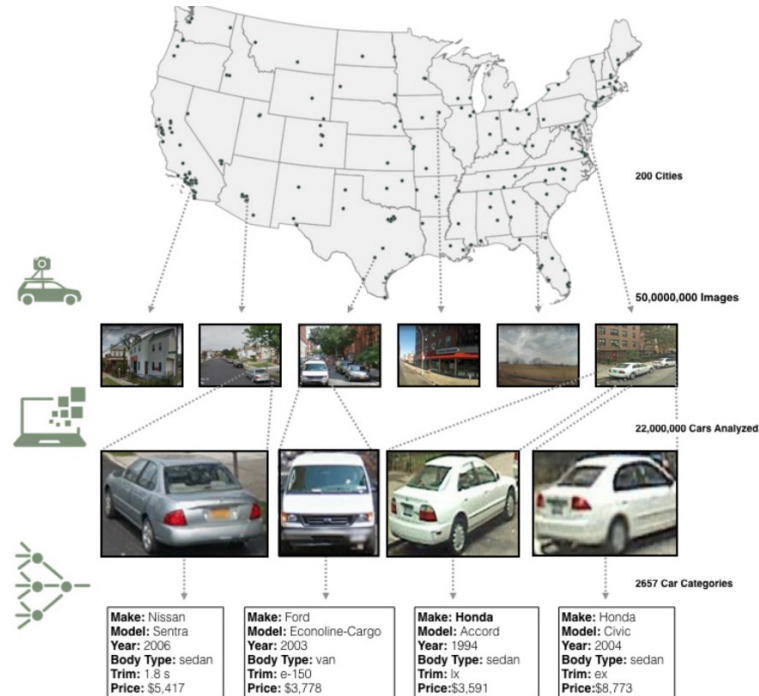 200 Cities
50,0000,000 Images
22,000,000 Cars Analyzed
2657 Car Categories
Make: Nissan
Model: Sentra
Year: 2006
Body Type: sedan
Trim: 1.8 s
Price: $5,417
Make: Ford
Model: Econoline-Cargo
Year: 2003
Body Type: van
Trim: e-150
Price: $3,778
Make: Honda
Model: Accord
Year: 1994
Body Type: sedan
Trim: lx
Price:$3,591
Make: Honda
Model: Civic
Year: 2004
Body Type: sedan
Trim: ex
Price:$8,773